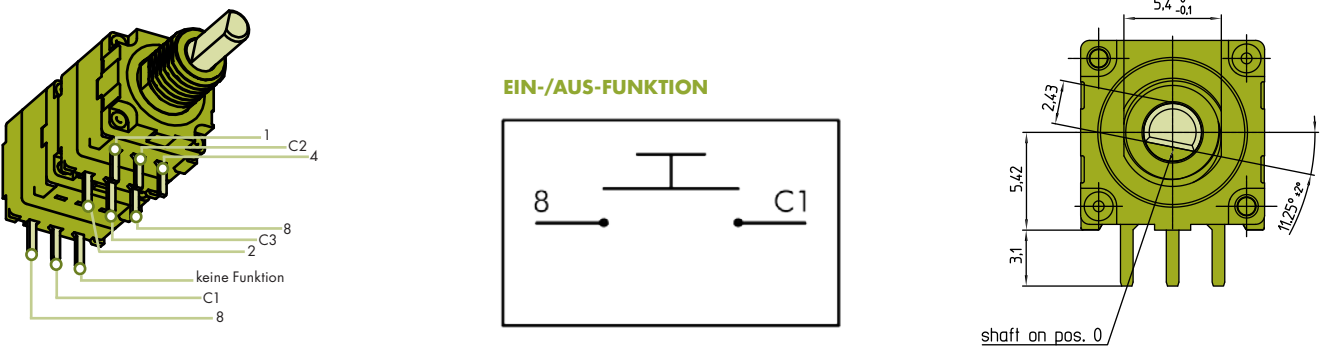 1
C2
4
8
C3
2
keine Funktion
C1
8
EIN-/AUS-FUNKTION
8
C1
5,4 -0.1
2,43
5,42
3.1
11.25° ±2°
shaft on pos. 0